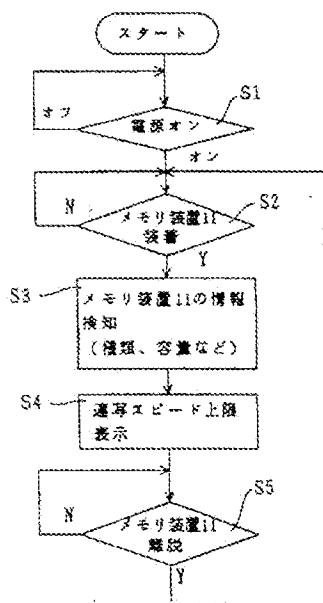 スタート
S1
オフ
電源オン
オン
S2
N
メモリ装置11
装着
Y
S3
メモリ装置11の情報
検知
(種類、容量など)
S4
連写スピード上限
表示
S5
N
メモリ装置11
離脱
Y